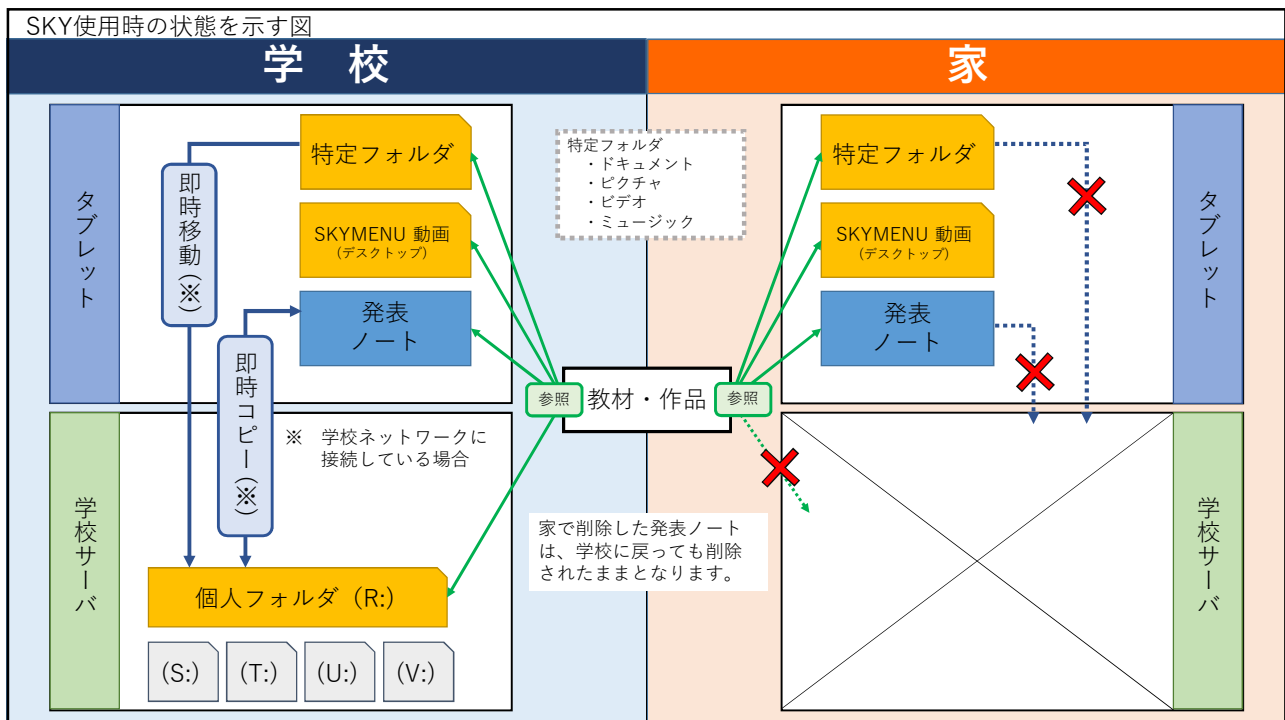 SKY使用時の状態を示す図
学 校
家
タブレット
特定フォルダ
SKYMENU 動画
(デスクトップ)
発表
ノート
即時移動(※)
即時コピー(※)
※ 学校ネットワークに
接続している場合
学校サーバ
個人フォルダ（R:）
(S:)
(T:)
(U:)
(V:)
特定フォルダ
・ドキュメント
・ピクチャ
・ビデオ
・ミュージック
参照
教材・作品
参照
家で削除した発表ノート
は、学校に戻っても削除
されたままとなります。
特定フォルダ
SKYMENU 動画
(デスクトップ)
発表
ノート
タブレット
学校サーバ